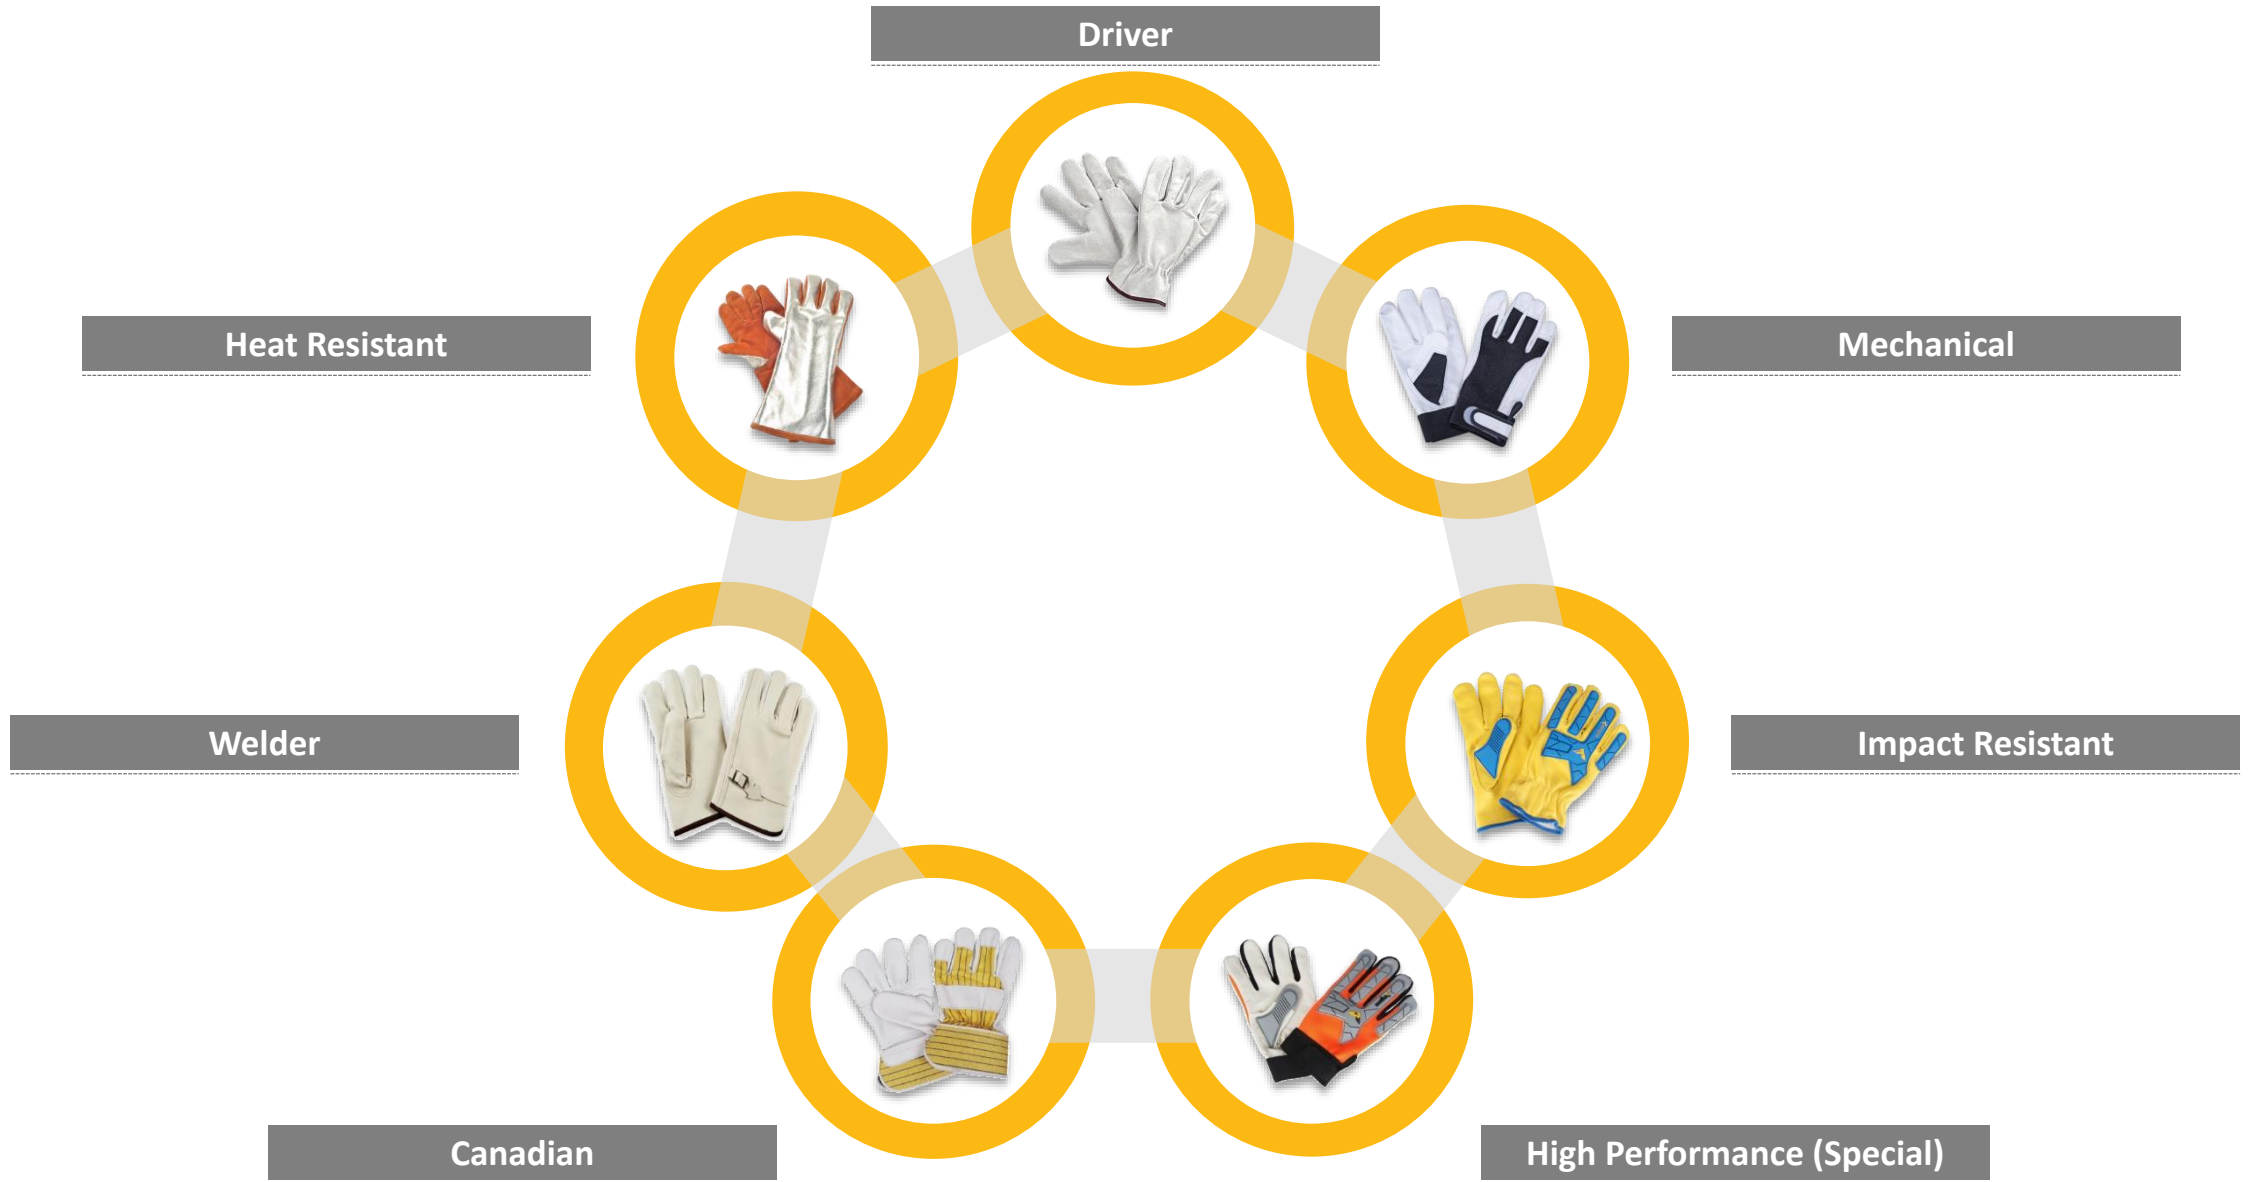 Driver
Heat Resistant
Mechanical
Welder
Impact Resistant
Canadian
High Performance (Special)